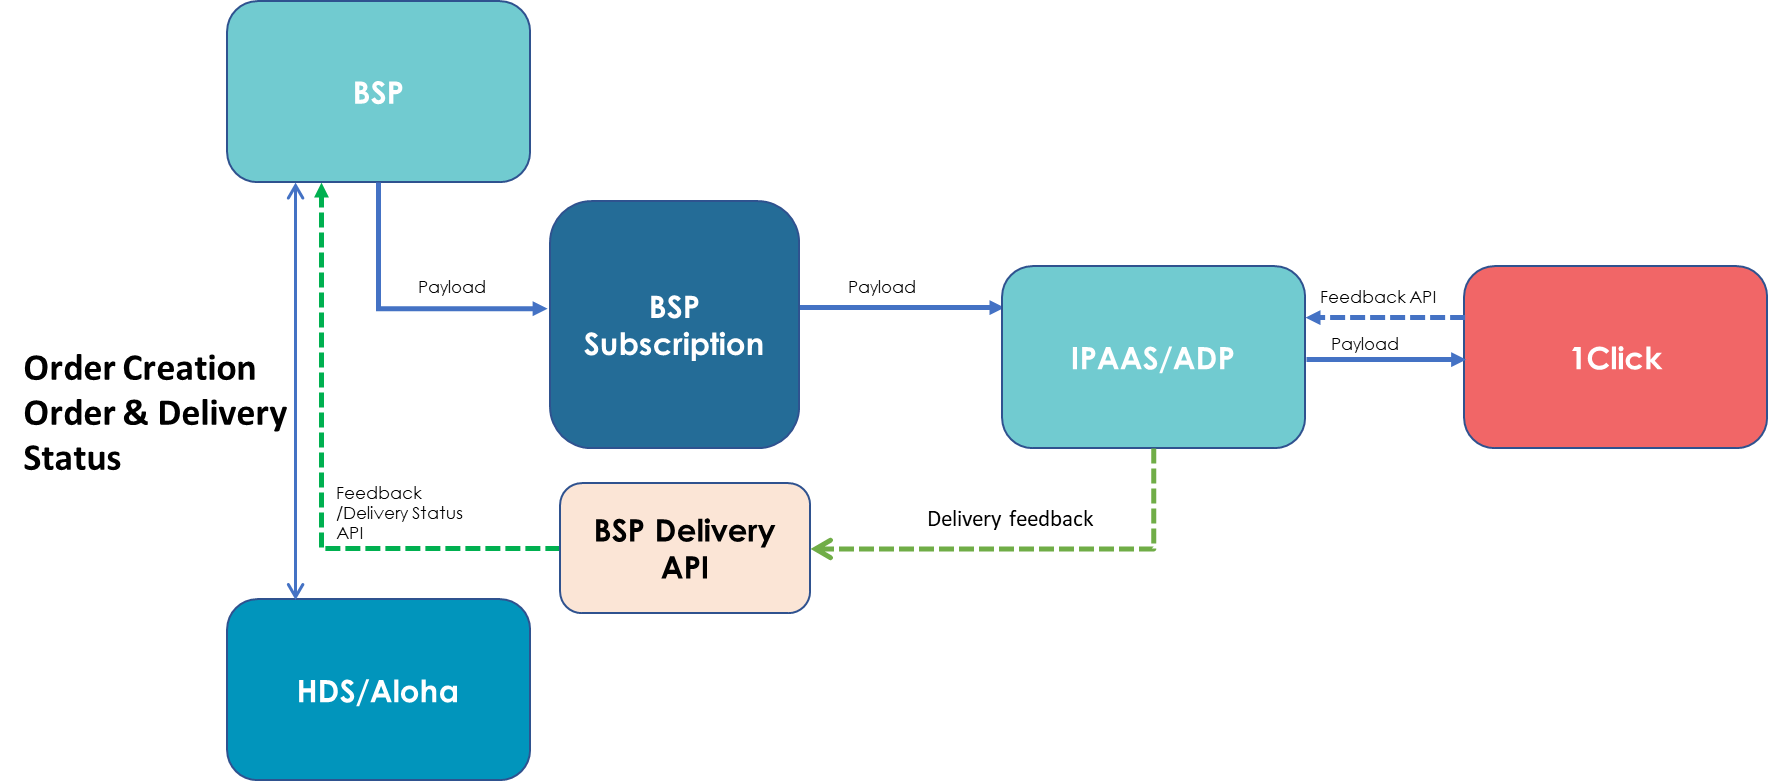 BSP
Payload
BSP
Subscription
Payload
Feedback API
Payload
IPAAS/ADP
1Click
Order Creation
Order & Delivery
Status
Feedback
/Delivery Status
API
BSP Delivery
API
Delivery feedback
HDS/Aloha